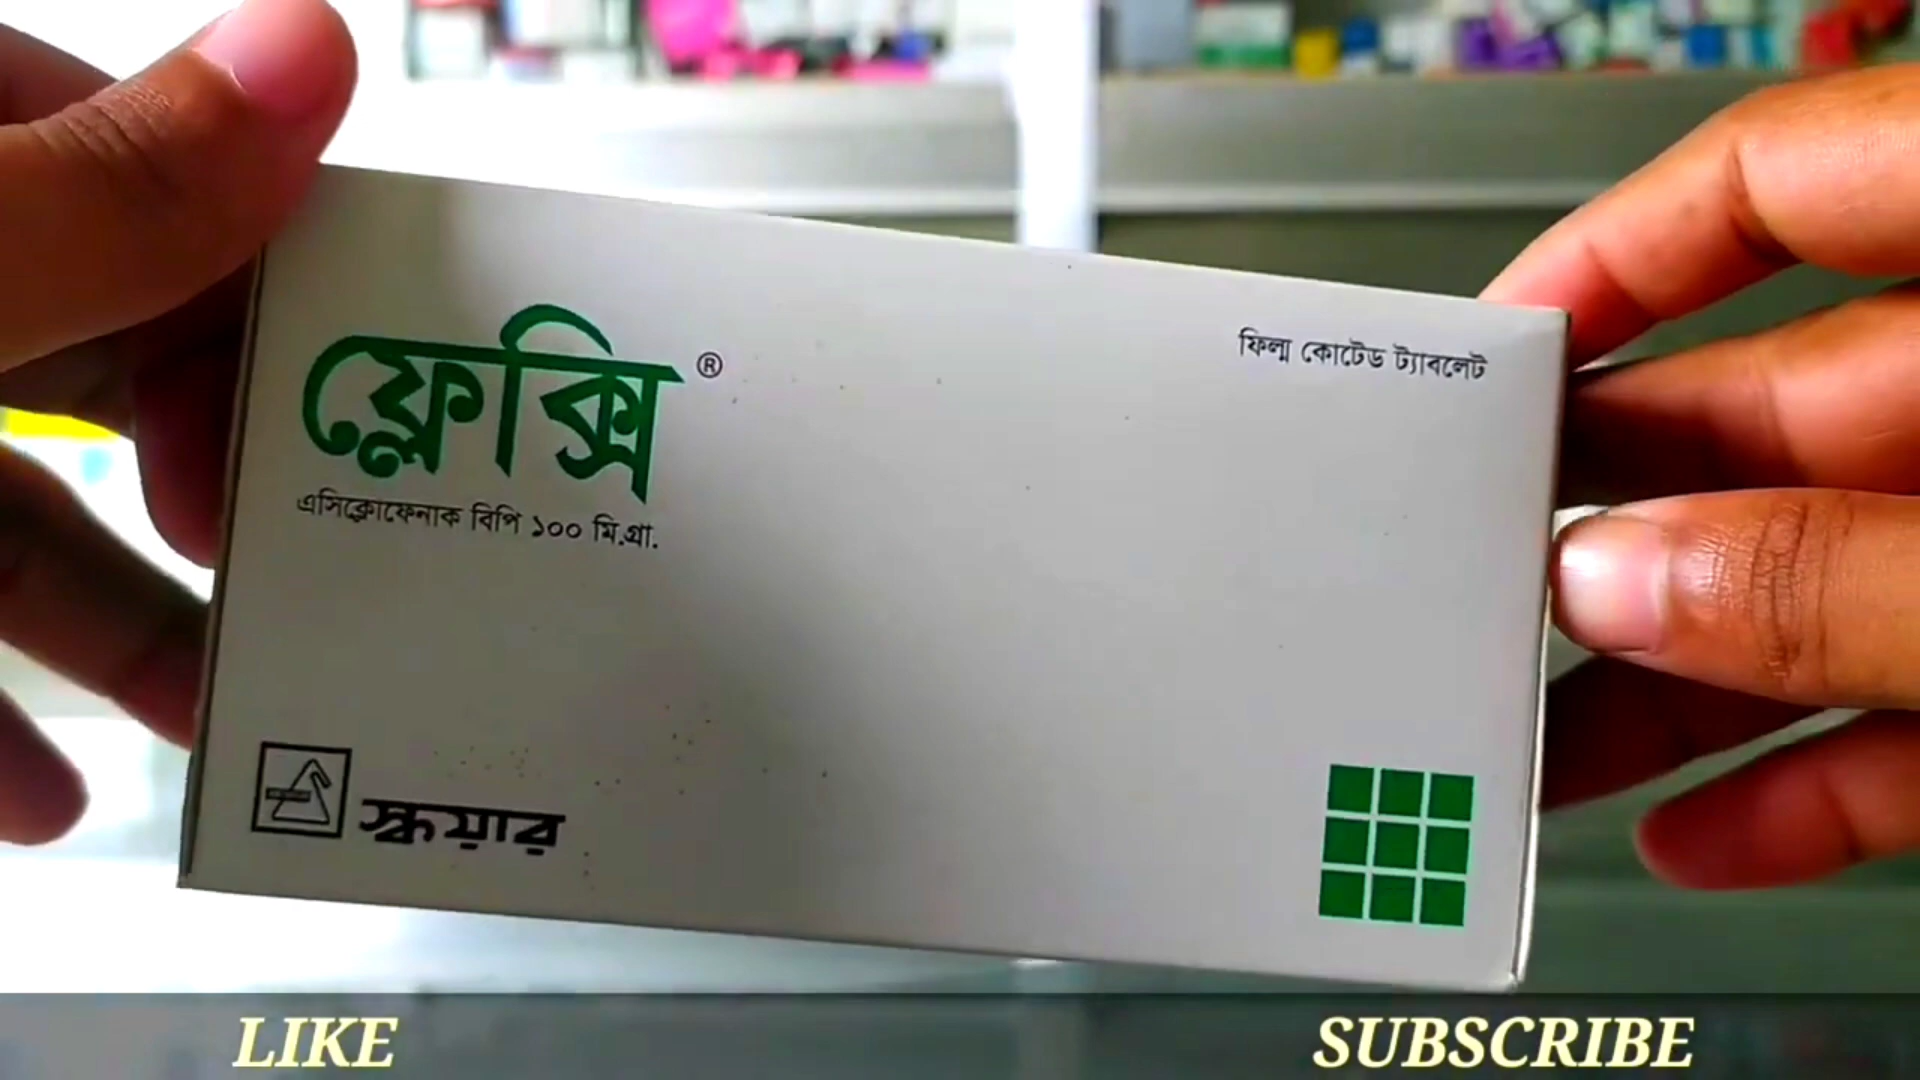 ফ্লেক্সি ®
ফিল্ম কোটেড ট্যাবলেট
এসিক্লোফেনাক বিপি ১০০ মি.গ্রা.
স্কয়ার
LIKE
SUBSCRIBE